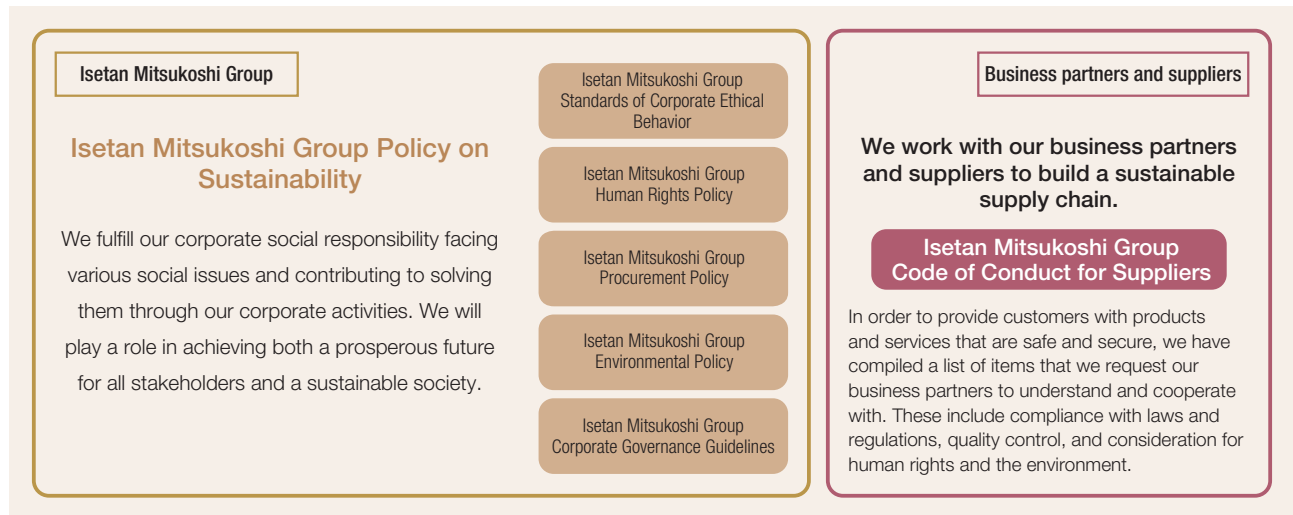 Isetan Mitsukoshi Group
Isetan Mitsukoshi Group Policy on
Sustainability
We fulfill our corporate social responsibility facing
various social issues and contributing to solving
them through our corporate activities. We will
play a role in achieving both a prosperous future
for all stakeholders and a sustainable society.
Isetan Mitsukoshi Group
Standards of Corporate Ethical
Behavior
Isetan Mitsukoshi Group
Human Rights Policy
Isetan Mitsukoshi Group
Procurement Policy
Isetan Mitsukoshi Group
Environmental Policy
Isetan Mitsukoshi Group
Corporate Governance Guidelines
Business partners and suppliers
We work with our business partners
and suppliers to build a sustainable
supply chain.
Isetan Mitsukoshi Group
Code of Conduct for Suppliers
In order to provide customers with products
and services that are safe and secure, we have
compiled a list of items that we request our
business partners to understand and cooperate
with. These include compliance with laws and
regulations, quality control, and consideration for
human rights and the environment.